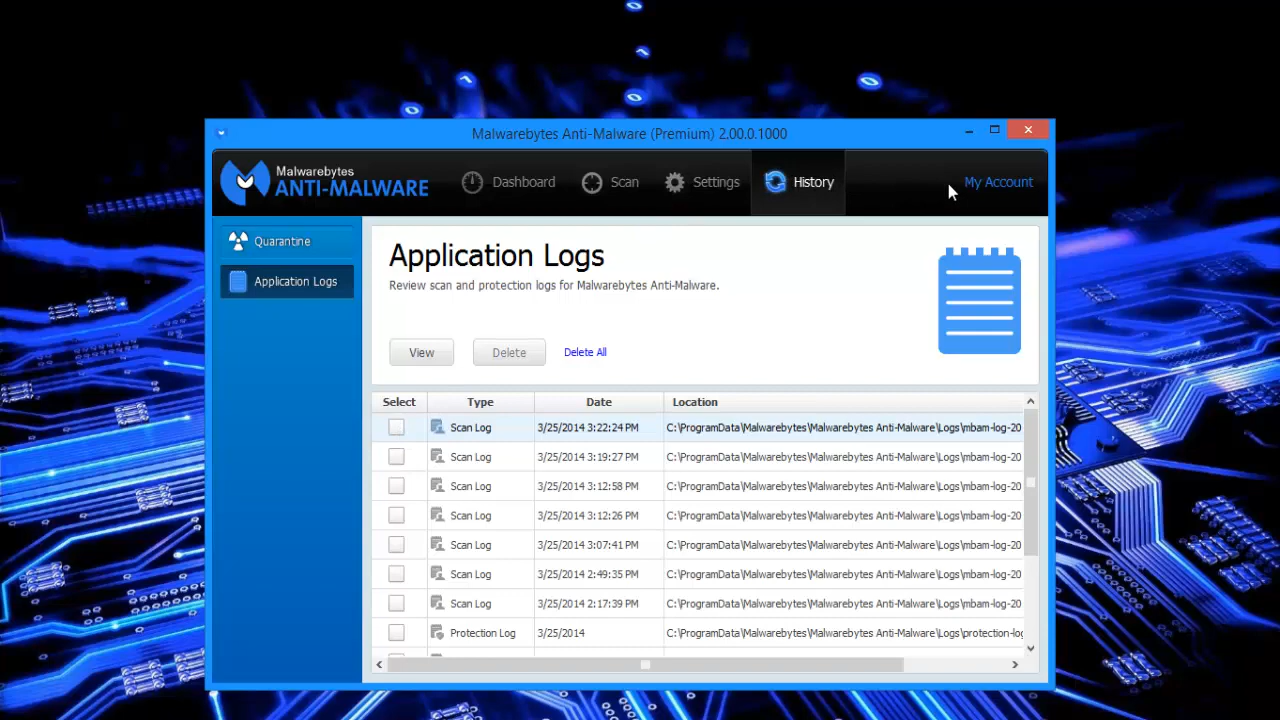 Malwarebytes Anti-Malware (Premium) 2.00.0.1000
Malwarebytes
ANTI-MALWARE
Dashboard
Scan
Settings
History
My Account
Quarantine
Application Logs
Application Logs
Review scan and protection logs for Malwarebytes Anti-Malware.
View
Delete
Delete All
Select Type Date Location
Scan Log 3/25/2014 3:22:24 PM C:\ProgramData\Malwarebytes\Malwarebytes Anti-Malware\Logs\mbam-log-20
Scan Log 3/25/2014 3:19:27 PM C:\ProgramData\Malwarebytes\Malwarebytes Anti-Malware\Logs\mbam-log-20
Scan Log 3/25/2014 3:12:58 PM C:\ProgramData\Malwarebytes\Malwarebytes Anti-Malware\Logs\mbam-log-20
Scan Log 3/25/2014 3:12:26 PM C:\ProgramData\Malwarebytes\Malwarebytes Anti-Malware\Logs\mbam-log-20
Scan Log 3/25/2014 3:07:41 PM C:\ProgramData\Malwarebytes\Malwarebytes Anti-Malware\Logs\mbam-log-20
Scan Log 3/25/2014 2:49:35 PM C:\ProgramData\Malwarebytes\Malwarebytes Anti-Malware\Logs\mbam-log-20
Scan Log 3/25/2014 2:17:39 PM C:\ProgramData\Malwarebytes\Malwarebytes Anti-Malware\Logs\mbam-log-20
Protection Log 3/25/2014 C:\ProgramData\Malwarebytes\Malwarebytes Anti-Malware\Logs\protection-log